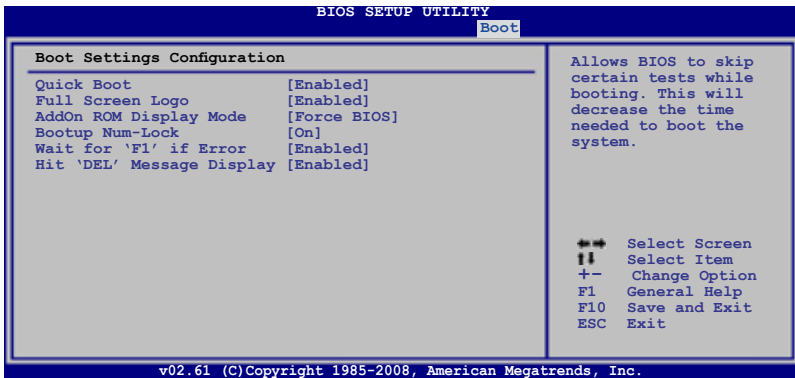 BIOS SETUP UTILITY
Boot
Boot Settings Configuration
Quick Boot [Enabled]
Full Screen Logo [Enabled]
AddOn ROM Display Mode [Force BIOS]
Bootup Num-Lock [On]
Wait for ‘F1’ if Error [Enabled]
Hit ‘DEL’ Message Display [Enabled]
Allows BIOS to skip
certain tests while
booting. This will
decrease the time
needed to boot the
system.
←→ Select Screen
↑↓ Select Item
+- Change Option
F1 General Help
F10 Save and Exit
ESC Exit
v02.61 (C)Copyright 1985-2008, American Megatrends, Inc.